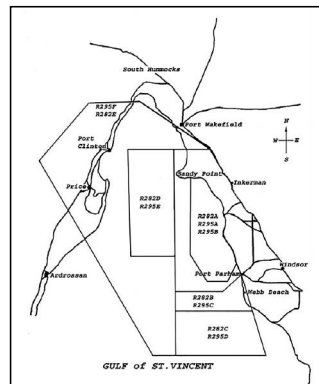 South Hummocks
R295F
R282E
Port Wakefield
Port
Clinton
N
W E
S
Sandy Point
Price
Inkerman
R282D
R295E
R282A
R295A
R295B
Windsor
Port Parham
Ardrossan
Webb Beach
R282B
R295C
R282C
R295D
GULF of ST.VINCENT